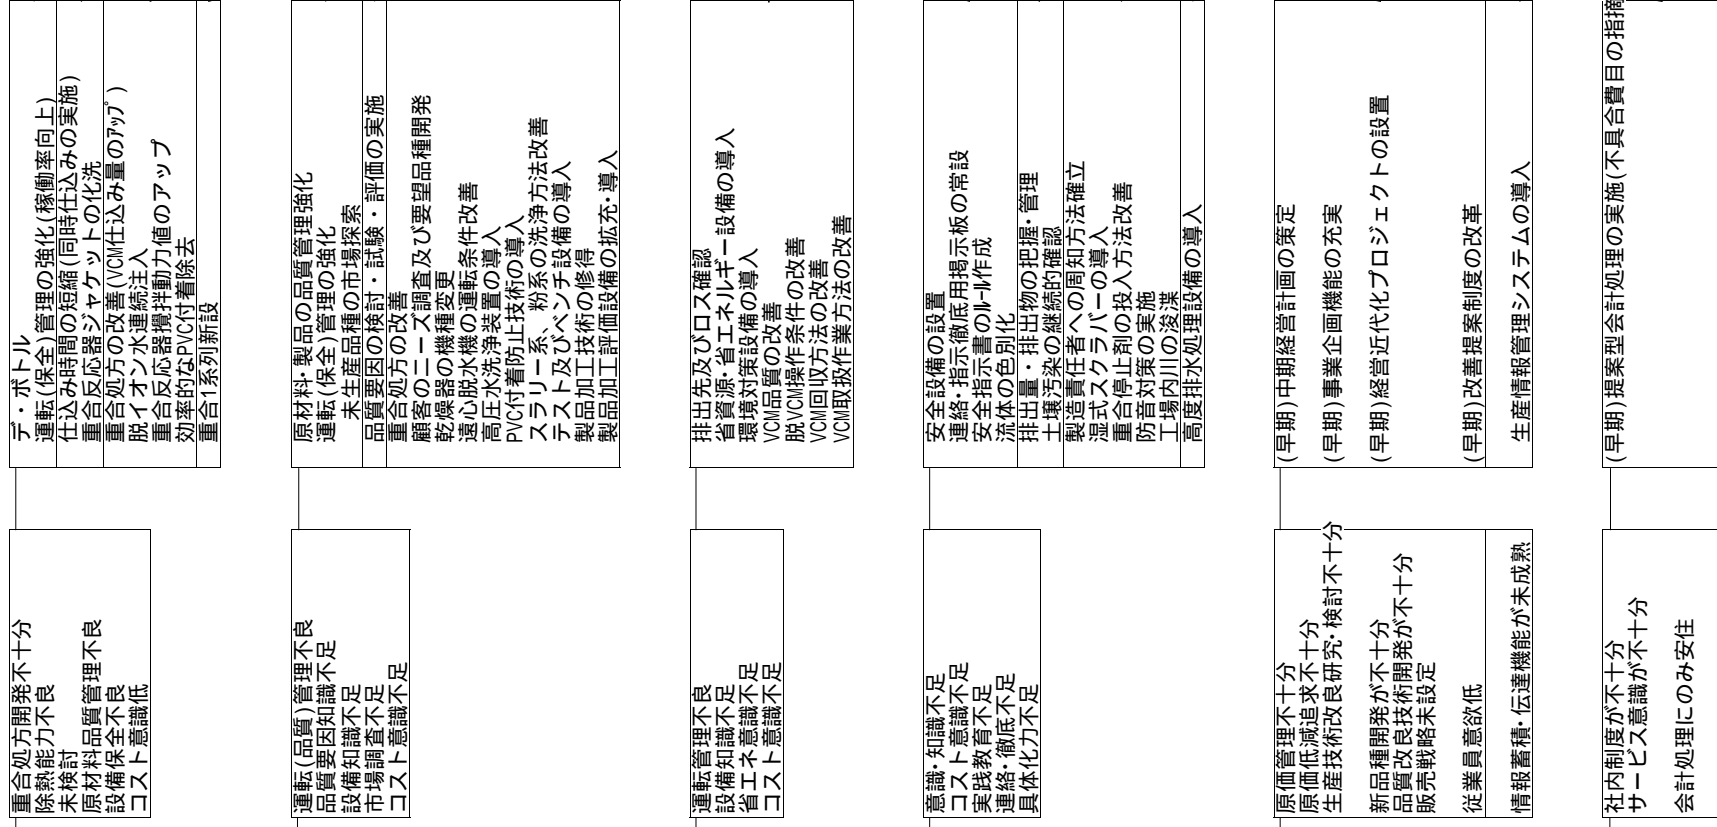 デ・ボトル
運転(保全)管理の強化(稼働率向上)
仕込み時間の短縮(同時仕込みの実施)
重合反応器ジャケットの化洗
重合処方の改善(VCM仕込み量のアップ)
脱イオン水連続注入
重合反応器攪拌動力値のアップ
効率的なPVC付着除去
重合1系列新設
原材料・製品の品質管理強化
運転(保全)管理の強化
未生産品種の市場探索
品質要因の検討・試験・評価の実施
重合処方の改善
顧客のニーズ調査及び要望品種開発
乾燥器の機種変更
遠心脱水機の運転条件改善
高圧水洗浄装置の導入
PVC付着防止技術の導入
スラリー系、粉系の洗浄方法改善
テスト及びベンチ設備の導入
製品加工技術の修得
製品加工評価設備の拡充・導入
排出先及びロス確認
省資源・省エネルギー設備の導入
環境対策設備の導入
VCM品質の改善
脱VCM操作条件の改善
VCM回収方法の改善
VCM取扱作業方法の改善
安全設備の設置
連絡・指示徹底用掲示板の常設
安全指示書のルール作成
流体の色別化
排出量・排出物の把握・管理
土壌汚染の継続的確認
製造責任者への周知方法確立
湿式スクラバーの導入
重合停止剤の投入方法改善
防音対策の実施
工場内川の浚渫
高度排水処理設備の導入
(早期)中期経営計画の策定
(早期)事業企画機能の充実
(早期)経営近代化プロジェクトの設置
(早期)改善提案制度の改革
生産情報管理システムの導入
(早期)提案型会計処理の実施(不具合費目の指摘
重合処方開発不十分
除熱能力不良
未検討
原材料品質管理不良
設備保全不良
コスト意識低
運転(品質)管理不良
品質要因知識不足
設備知識不足
市場調査不足
コスト意識不足
運転管理不良
設備知識不足
省エネ意識不足
コスト意識不足
意識・知識不足
コスト意識不足
実践教育不足
連絡・徹底不足
具体化力不足
原価管理不十分
原価低減追求不十分
生産技術改良研究・検討不十分
新品種開発が不十分
品質改良技術開発が不十分
販売戦略未設定
従業員意欲低
情報蓄積・伝達機能が未成熟
社内制度が不十分
サービス意識が不十分
会計処理にのみ安住